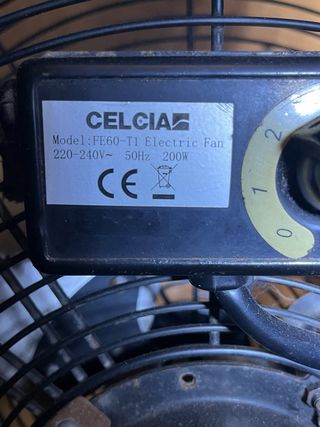 CELCIA
Model:FE60-T1 Electric Fan
220-240V~ 50Hz 200W
CE
2
1
0